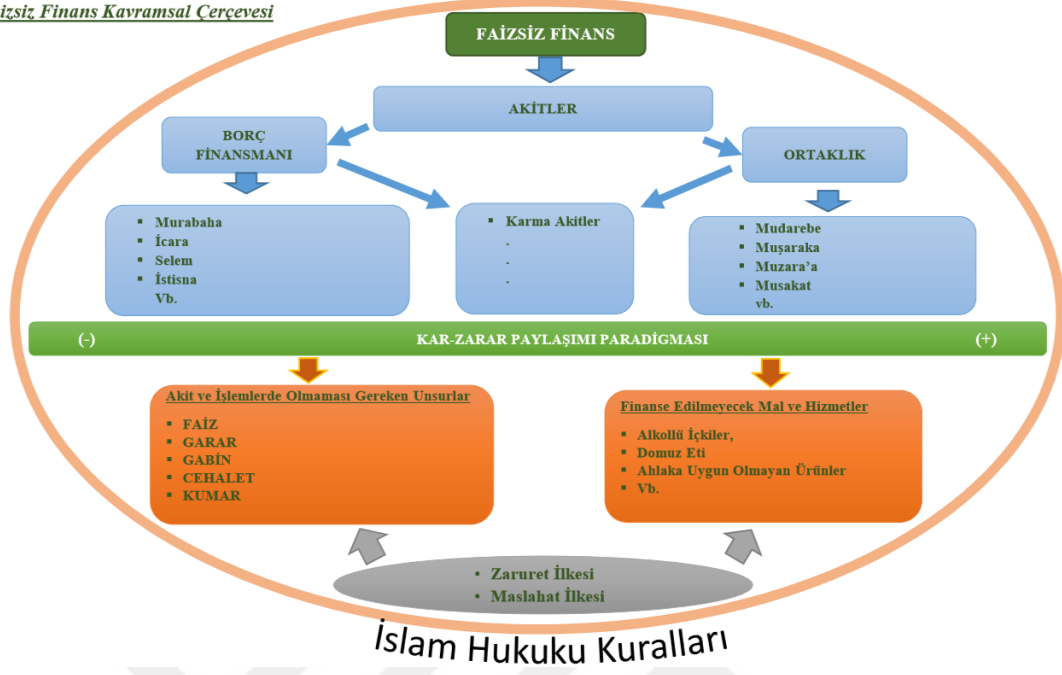 izsiz Finans Kavramsal Çerçevesi
FAİZSİZ FİNANS
AKİTLER
BORÇ
FİNANSMANI
ORTAKLIK
▪ Murabaha
▪ İcara
▪ Selem
▪ İstisna
Vb.
▪ Karma Akitler
.
.
.
▪ Mudarebe
▪ Muşaraka
▪ Muzara’a
▪ Musakat
vb.
(-) KAR-ZARAR PAYLAŞIMI PARADİGMASI (+)
Akit ve İşlemlerde Olmaması Gereken Unsurlar
▪ FAİZ
▪ GARAR
▪ GABİN
▪ CEHALET
▪ KUMAR
Finanse Edilmeyecek Mal ve Hizmetler
▪ Alkollü İçkiler,
▪ Domuz Eti
▪ Ahlaka Uygun Olmayan Ürünler
▪ Vb.
• Zaruret İlkesi
• Maslahat İlkesi
İslam Hukuku Kuralları